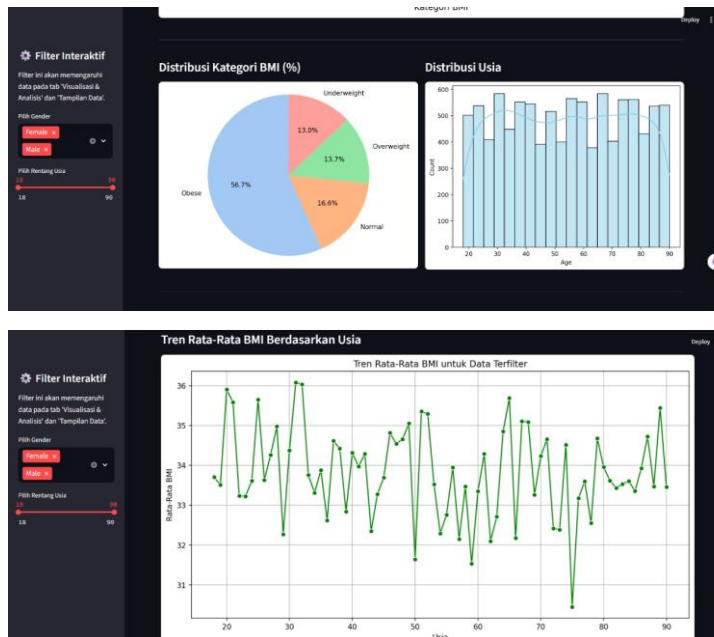 Kategori BMI
Deploy
Filter Interaktif
Filter ini akan memengaruhi
data pada tab 'Visualisasi &
Analisis' dan 'Tampilan Data'.
Pilih Gender
Female ×
Male ×
Pilih Rentang Usia
18 90
18 90
Distribusi Kategori BMI (%)
Underweight
13.0%
Overweight
13.7%
Obese
56.7%
16.6%
Normal
Distribusi Usia
600
500
400
300
200
100
0
Count
20 30 40 50 60 70 80 90
Age
Tren Rata-Rata BMI Berdasarkan Usia
Deploy
Filter Interaktif
Filter ini akan memengaruhi
data pada tab 'Visualisasi &
Analisis' dan 'Tampilan Data'.
Pilih Gender
Female ×
Male ×
Pilih Rentang Usia
18 90
18 90
Tren Rata-Rata BMI untuk Data Terfilter
36
35
34
33
32
31
Rata-Rata BMI
20 30 40 50 60 70 80 90
Usia